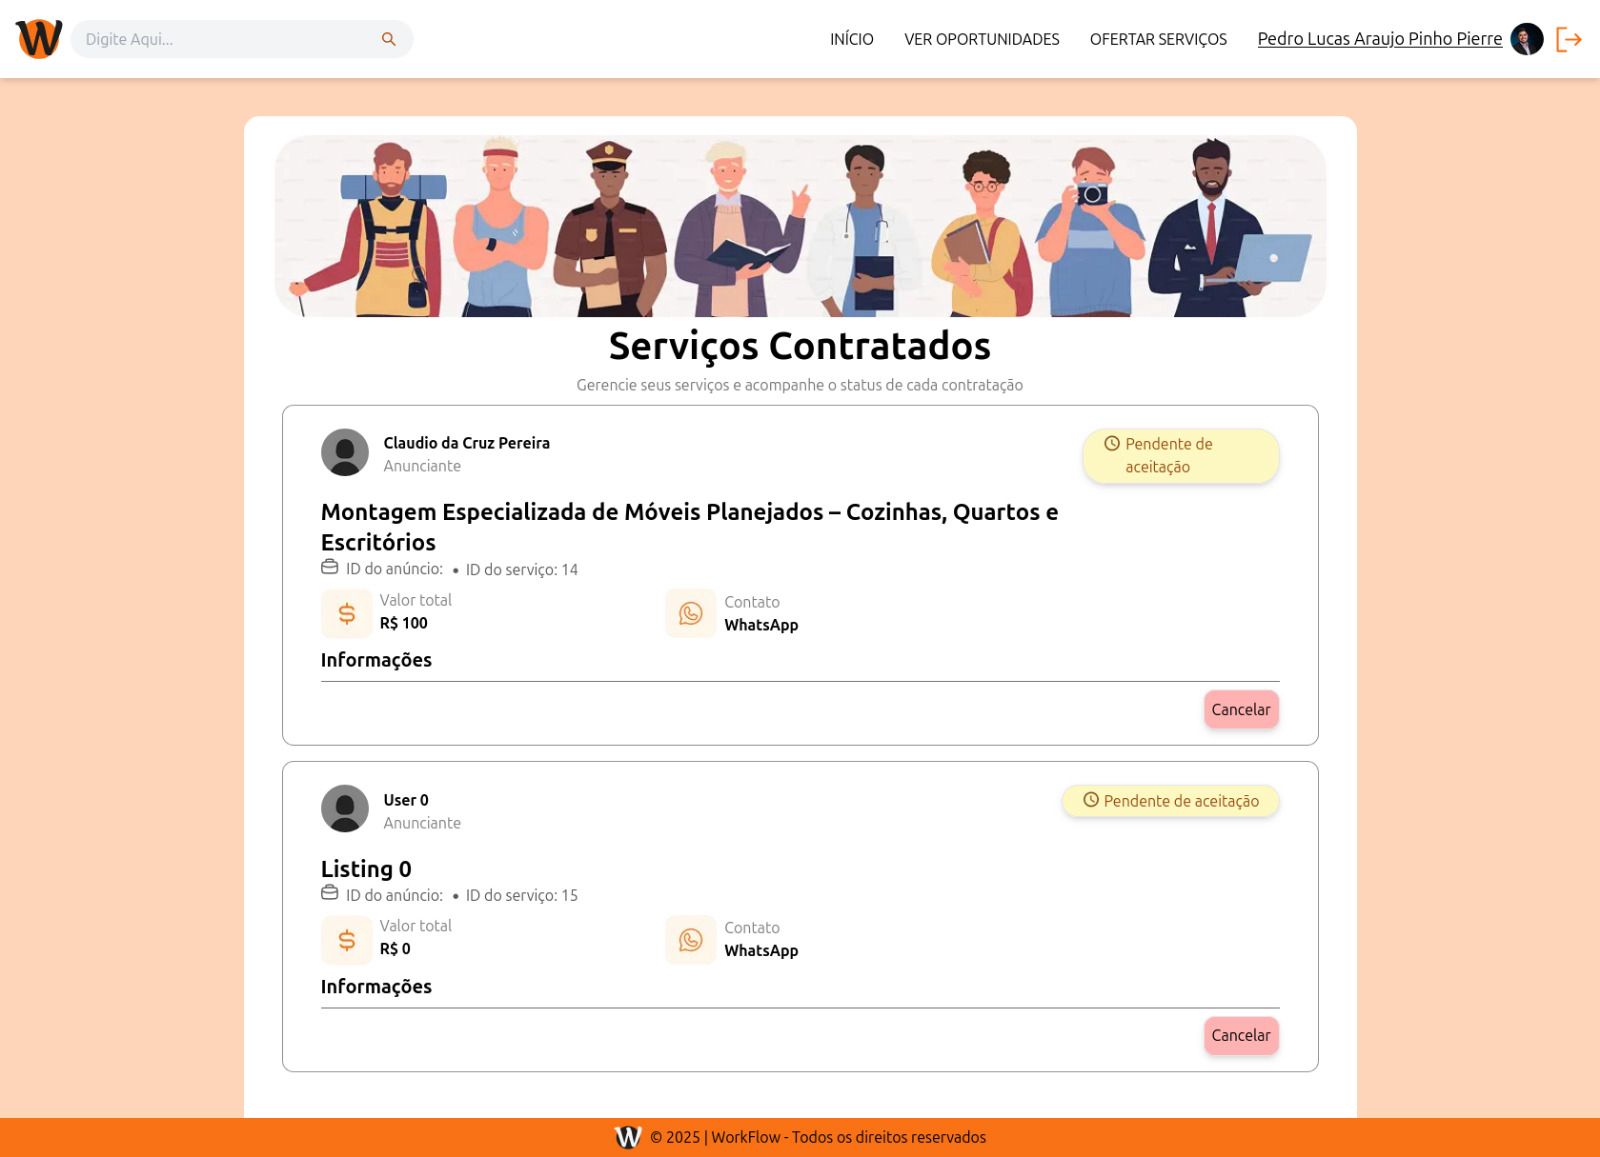 W
Digite Aqui...
INÍCIO
VER OPORTUNIDADES
OFERTAR SERVIÇOS
Pedro Lucas Araujo Pinho Pierre
Serviços Contratados
Gerencie seus serviços e acompanhe o status de cada contratação
Claudio da Cruz Pereira
Anunciante
Pendente de
aceitação
Montagem Especializada de Móveis Planejados – Cozinhas, Quartos e
Escritórios
ID do anúncio: • ID do serviço: 14
Valor total
R$ 100
Contato
WhatsApp
Informações
Cancelar
User 0
Anunciante
Pendente de aceitação
Listing 0
ID do anúncio: • ID do serviço: 15
Valor total
R$ 0
Contato
WhatsApp
Informações
Cancelar
W © 2025 | WorkFlow - Todos os direitos reservados